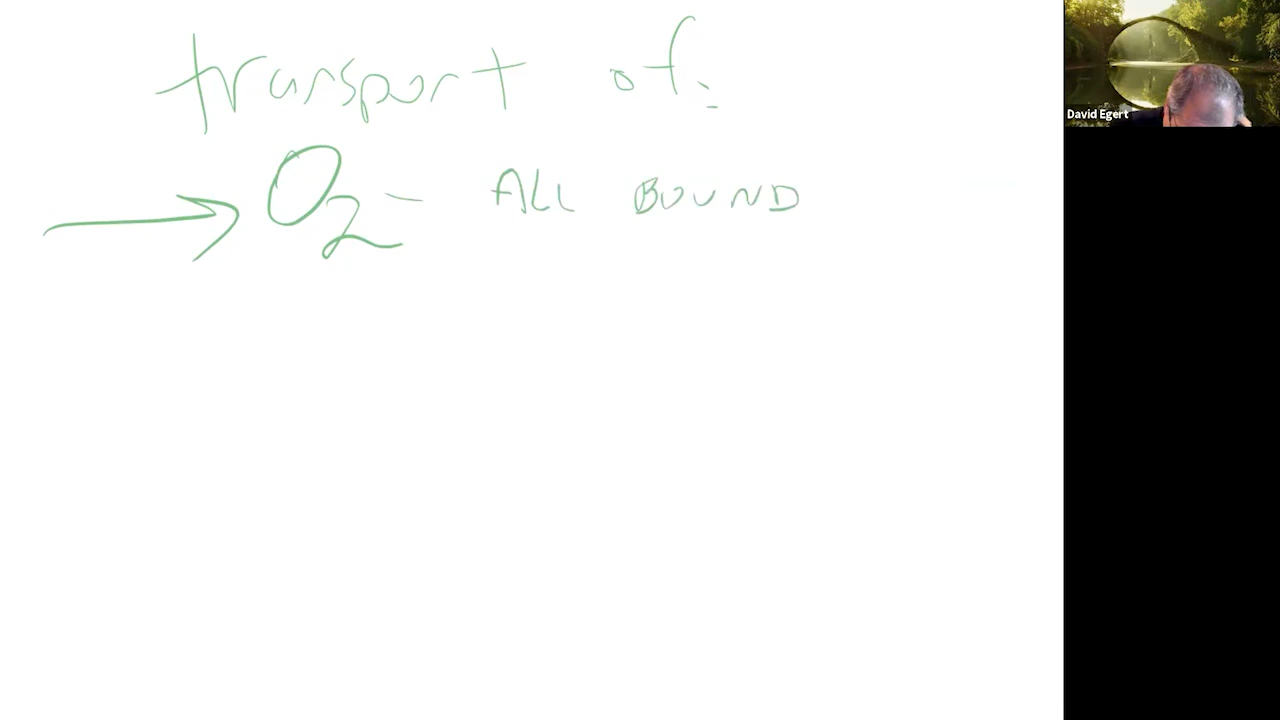 transport of:
→ O2 - ALL BOUND
David Egert